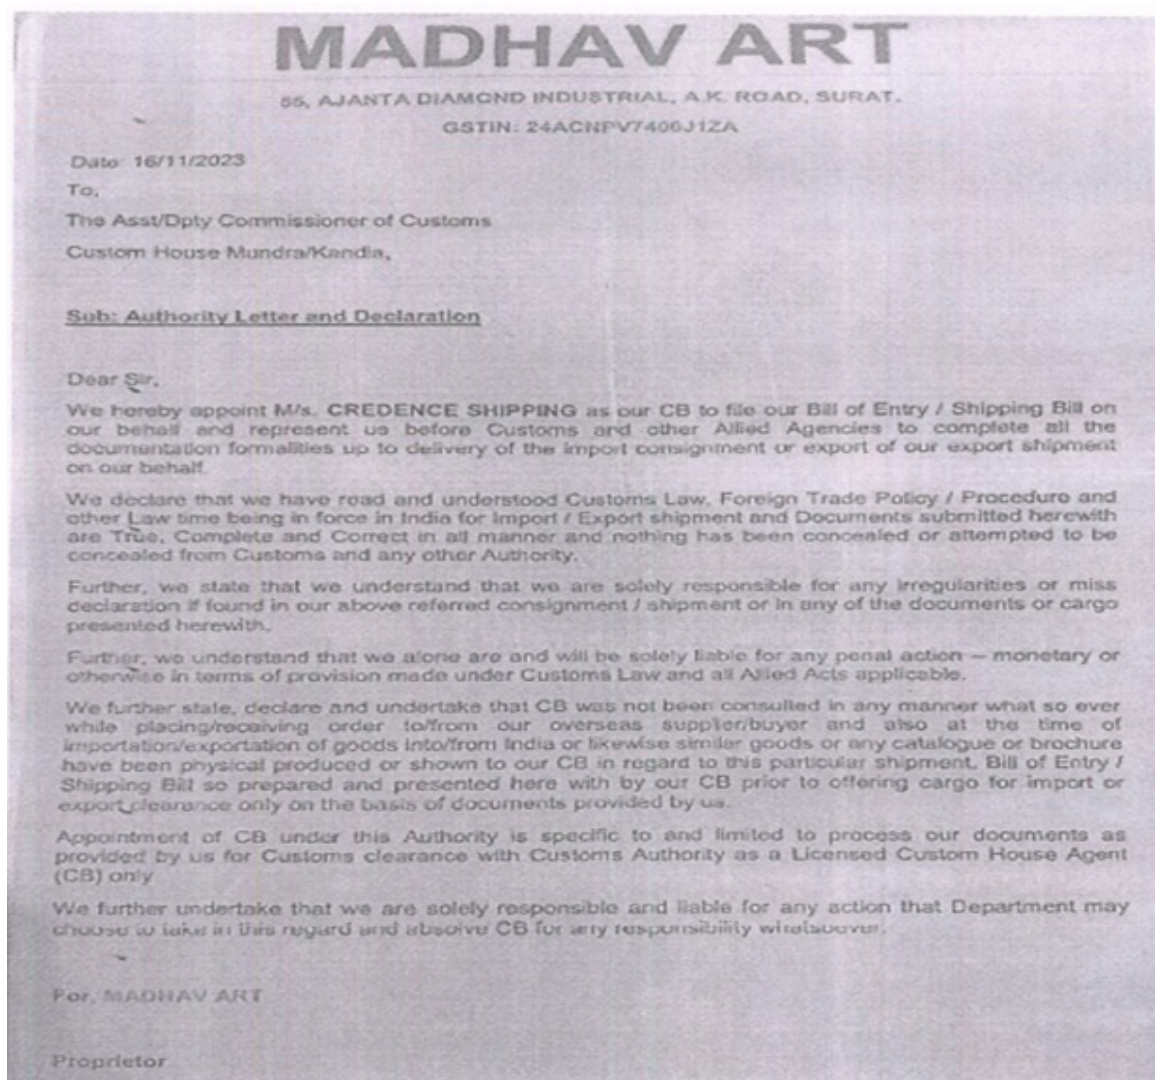 MADHAV ART
55, AJANTA DIAMOND INDUSTRIAL, A.K. ROAD, SURAT.
GSTIN: 24ACNPV7406J1ZA
Date: 16/11/2023
To,
The Asst/Dpty Commissioner of Customs
Custom House Mundra/Kandla,
Sub: Authority Letter and Declaration
Dear Sir,
We hereby appoint M/s. CREDENCE SHIPPING as our CB to file our Bill of Entry / Shipping Bill on
our behalf and represent us before Customs and other Allied Agencies to complete all the
documentation formalities up to delivery of the import consignment or export of our export shipment
on our behalf.
We declare that we have read and understood Customs Law, Foreign Trade Policy / Procedure and
other Law time being in force in India for Import / Export shipment and Documents submitted herewith
are True, Complete and Correct in all manner and nothing has been concealed or attempted to be
concealed from Customs and any other Authority.
Further, we state that we understand that we are solely responsible for any irregularities or miss
declaration if found in our above referred consignment / shipment or in any of the documents or cargo
presented herewith.
Further, we understand that we alone are and will be solely liable for any penal action – monetary or
otherwise in terms of provision made under Customs Law and all Allied Acts applicable.
We further state, declare and undertake that CB was not been consulted in any manner what so ever
while placing/receiving order to/from our overseas supplier/buyer and also at the time of
importation/exportation of goods into/from India or likewise similar goods or any catalogue or brochure
have been physical produced or shown to our CB in regard to this particular shipment. Bill of Entry /
Shipping Bill so prepared and presented here with by our CB prior to offering cargo for import or
export clearance only on the basis of documents provided by us.
Appointment of CB under this Authority is specific to and limited to process our documents as
provided by us for Customs clearance with Customs Authority as a Licensed Custom House Agent
(CB) only
We further undertake that we are solely responsible and liable for any action that Department may
choose to take in this regard and absolve CB for any responsibility whatsoever.
For, MADHAV ART
Proprietor